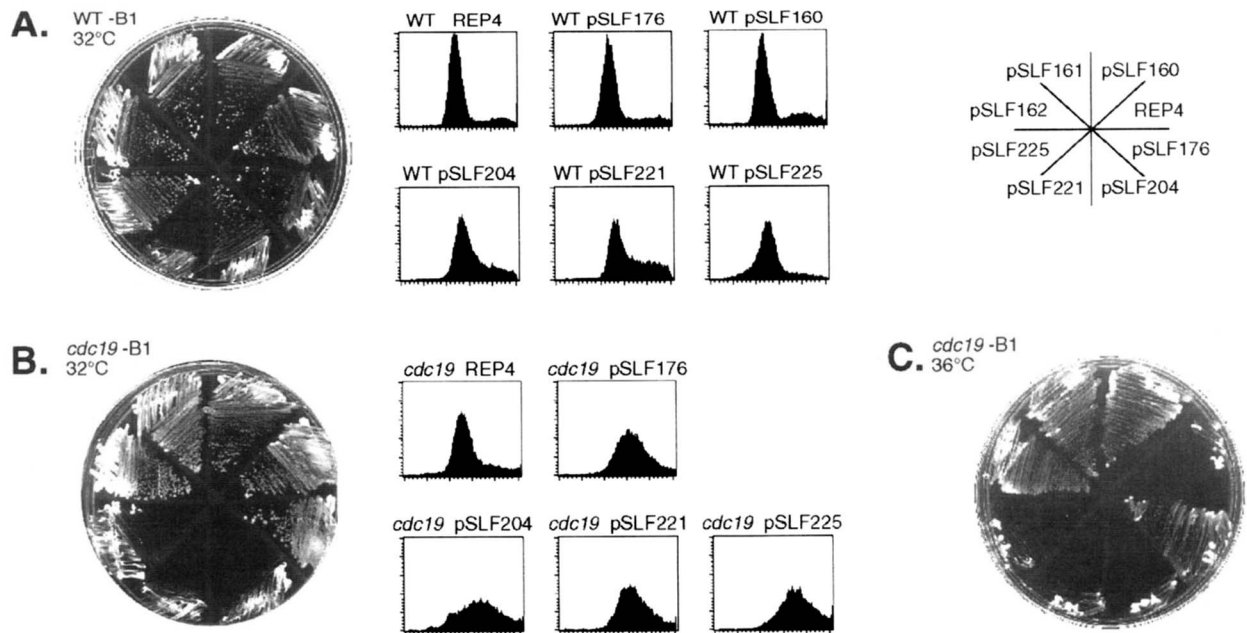 A.
WT -B1
32°C
WT REP4
WT pSLF176
WT pSLF160
WT pSLF204
WT pSLF221
WT pSLF225
pSLF161 pSLF160
pSLF162 REP4
pSLF225 pSLF176
pSLF221 pSLF204
B.
cdc19 -B1
32°C
cdc19 REP4
cdc19 pSLF176
cdc19 pSLF204
cdc19 pSLF221
cdc19 pSLF225
C.
cdc19 -B1
36°C